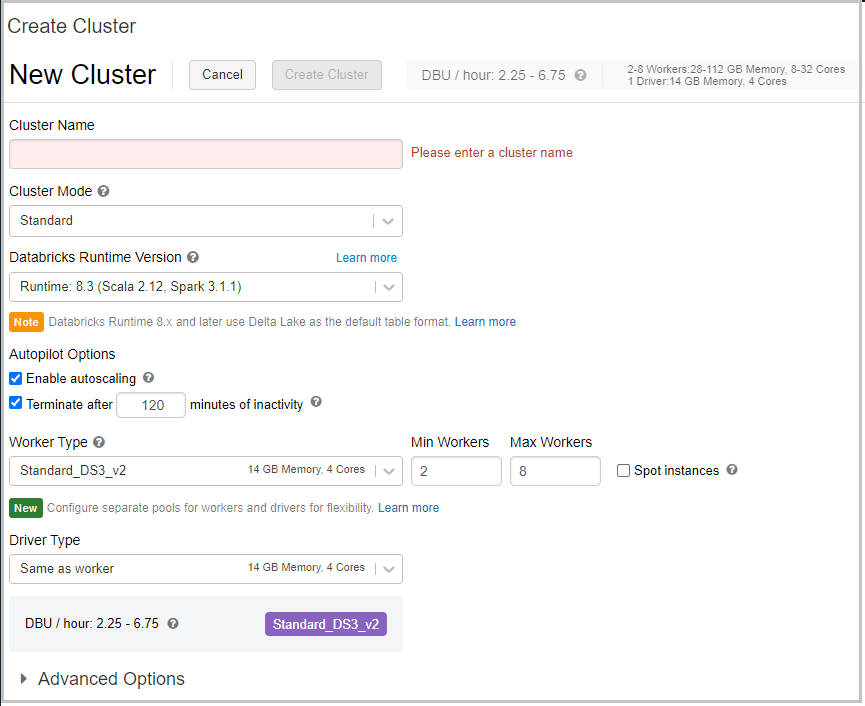 Create Cluster
New Cluster Cancel Create Cluster DBU / hour: 2.25 - 6.75 2-8 Workers:28-112 GB Memory, 8-32 Cores
1 Driver:14 GB Memory, 4 Cores
Cluster Name
Please enter a cluster name
Cluster Mode
Standard
Databricks Runtime Version Learn more
Runtime: 8.3 (Scala 2.12, Spark 3.1.1)
Note Databricks Runtime 8.x and later use Delta Lake as the default table format. Learn more
Autopilot Options
Enable autoscaling
Terminate after 120 minutes of inactivity
Worker Type Min Workers Max Workers
Standard_DS3_v2 14 GB Memory, 4 Cores 2 8 Spot instances
New Configure separate pools for workers and drivers for flexibility. Learn more
Driver Type
Same as worker 14 GB Memory, 4 Cores
DBU / hour: 2.25 - 6.75 Standard_DS3_v2
Advanced Options